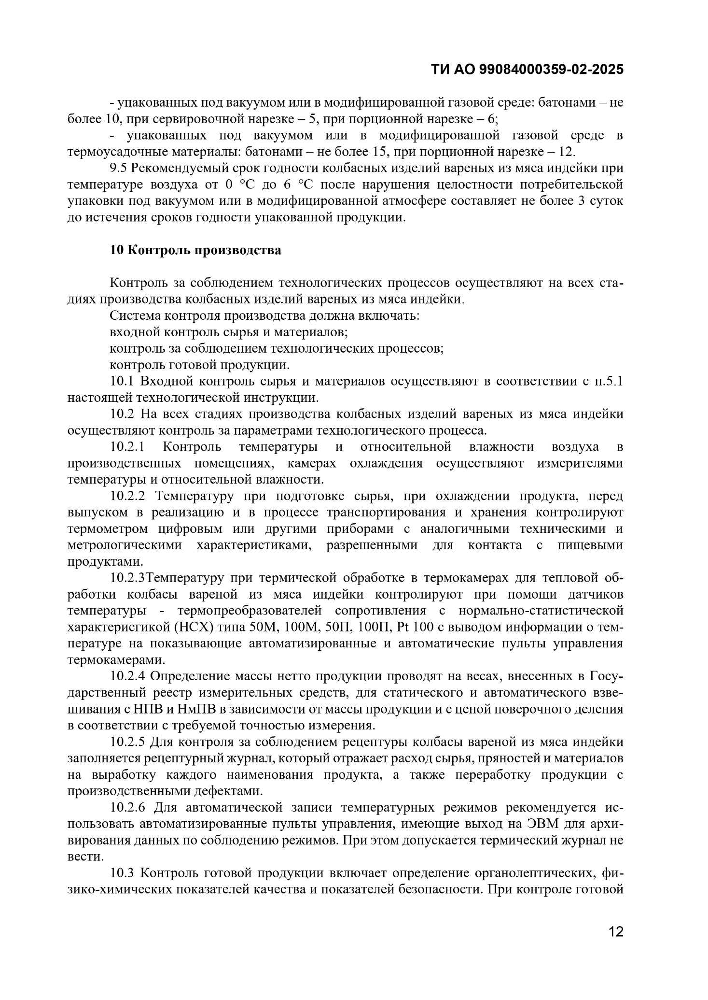 ТИ АО 99084000359-02-2025
- упакованных под вакуумом или в модифицированной газовой среде: батонами – не
более 10, при сервировочной нарезке – 5, при порционной нарезке – 6;
- упакованных под вакуумом или в модифицированной газовой среде в
термоусадочные материалы: батонами – не более 15, при порционной нарезке – 12.
9.5 Рекомендуемый срок годности колбасных изделий вареных из мяса индейки при
температуре воздуха от 0 °С до 6 °С после нарушения целостности потребительской
упаковки под вакуумом или в модифицированной атмосфере составляет не более 3 суток
до истечения сроков годности упакованной продукции.
10 Контроль производства
Контроль за соблюдением технологических процессов осуществляют на всех ста-
диях производства колбасных изделий вареных из мяса индейки.
Система контроля производства должна включать:
входной контроль сырья и материалов;
контроль за соблюдением технологических процессов;
контроль готовой продукции.
10.1 Входной контроль сырья и материалов осуществляют в соответствии с п.5.1
настоящей технологической инструкции.
10.2 На всех стадиях производства колбасных изделий вареных из мяса индейки
осуществляют контроль за параметрами технологического процесса.
10.2.1 Контроль температуры и относительной влажности воздуха в
производственных помещениях, камерах охлаждения осуществляют измерителями
температуры и относительной влажности.
10.2.2 Температуру при подготовке сырья, при охлаждении продукта, перед
выпуском в реализацию и в процессе транспортирования и хранения контролируют
термометром цифровым или другими приборами с аналогичными техническими и
метрологическими характеристиками, разрешенными для контакта с пищевыми
продуктами.
10.2.3Температуру при термической обработке в термокамерах для тепловой об-
работки колбасы вареной из мяса индейки контролируют при помощи датчиков
температуры - термопреобразователей сопротивления с нормально-статистической
характерисгикой (НСХ) типа 50М, 100М, 50П, 100П, Pt 100 с выводом информации о тем-
пературе на показывающие автоматизированные и автоматические пульты управления
термокамерами.
10.2.4 Определение массы нетто продукции проводят на весах, внесенных в Госу-
дарственный реестр измерительных средств, для статического и автоматического взве-
шивания с НПВ и НмПВ в зависимости от массы продукции и с ценой поверочного деления
в соответствии с требуемой точностью измерения.
10.2.5 Для контроля за соблюдением рецептуры колбасы вареной из мяса индейки
заполняется рецептурный журнал, который отражает расход сырья, пряностей и материалов
на выработку каждого наименования продукта, а также переработку продукции с
производственными дефектами.
10.2.6 Для автоматической записи температурных режимов рекомендуется ис-
пользовать автоматизированные пульты управления, имеющие выход на ЭВМ для архи-
вирования данных по соблюдению режимов. При этом допускается термический журнал не
вести.
10.3 Контроль готовой продукции включает определение органолептических, фи-
зико-химических показателей качества и показателей безопасности. При контроле готовой
12